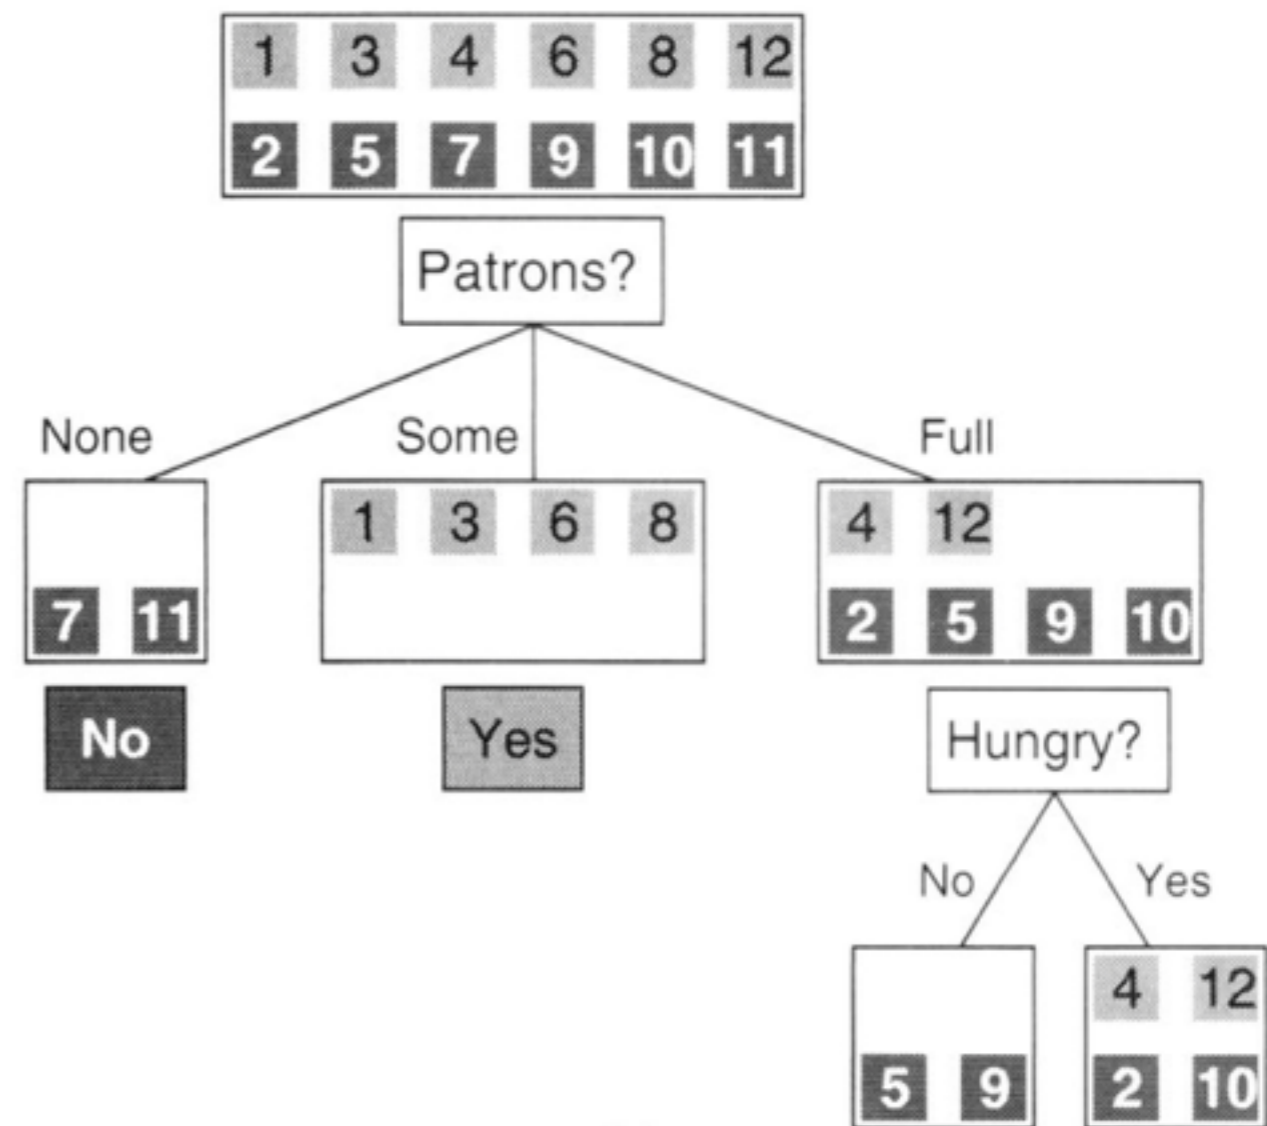 1 3 4 6 8 12
2 5 7 9 10 11
Patrons?
None Some Full
1 3 6 8 4 12
7 11 2 5 9 10
No Yes Hungry?
No Yes
4 12
5 9 2 10